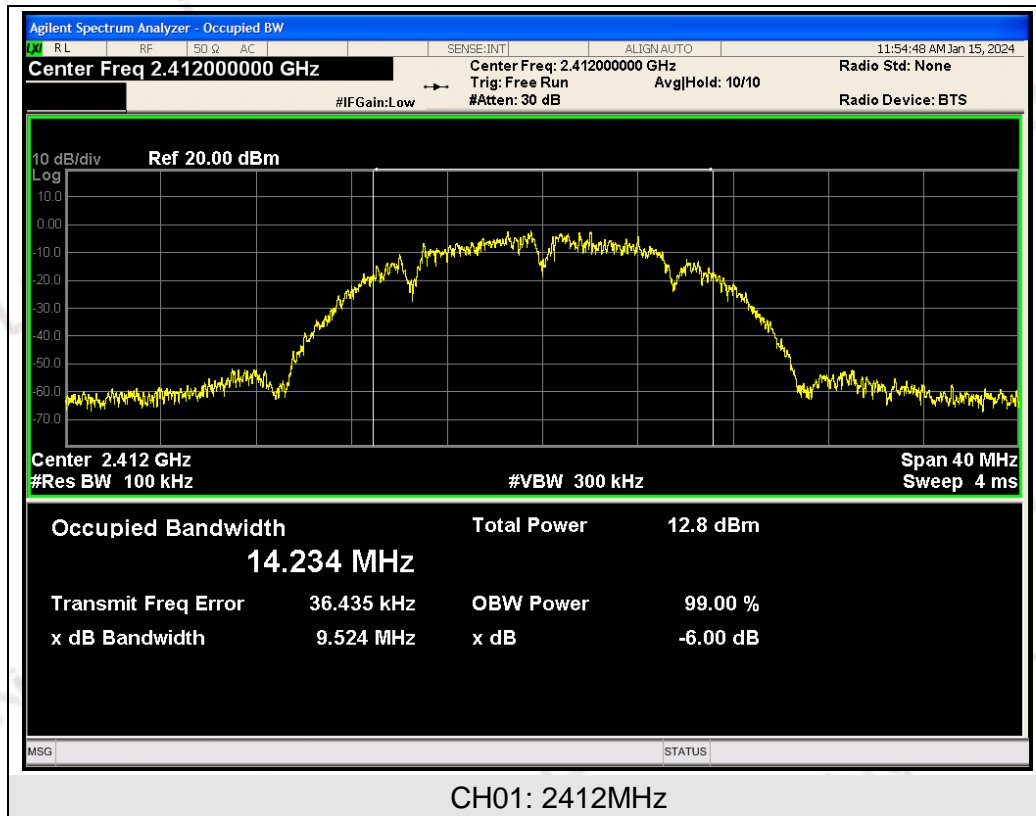 Agilent Spectrum Analyzer - Occupied BW
LXI RL RF 50 Ω AC SENSE:INT ALIGN AUTO 11:54:48 AM Jan 15, 2024
Center Freq 2.412000000 GHz Center Freq: 2.412000000 GHz Radio Std: None
Trig: Free Run Avg|Hold: 10/10
#IFGain:Low #Atten: 30 dB Radio Device: BTS
10 dB/div Ref 20.00 dBm
Log
10.0
0.00
-10.0
-20.0
-30.0
-40.0
-50.0
-60.0
-70.0
Center 2.412 GHz Span 40 MHz
#Res BW 100 kHz #VBW 300 kHz Sweep 4 ms
Occupied Bandwidth Total Power 12.8 dBm
14.234 MHz
Transmit Freq Error 36.435 kHz OBW Power 99.00 %
x dB Bandwidth 9.524 MHz x dB -6.00 dB
MSG STATUS
CH01: 2412MHz